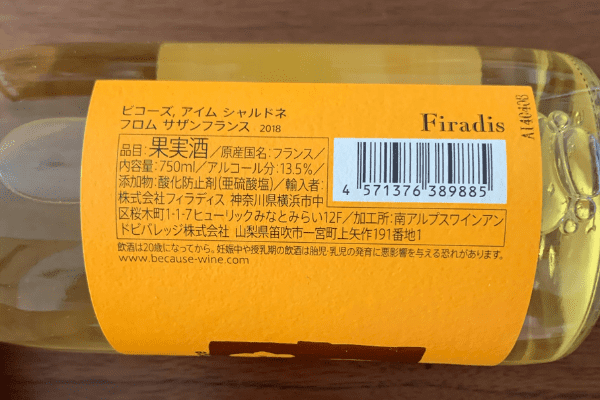 ビコーズ, アイム シャルドネ
フロム サザンフランス 2018
Firadis
品目:果実酒/原産国名:フランス/
内容量:750ml/アルコール分:13.5%/
添加物:酸化防止剤(亜硫酸塩)/輸入者:
株式会社フィラディス 神奈川県横浜市中
区桜木町1-1-7ヒューリックみなとみらい12F/加工所:南アルプスワインアン
ドビバレッジ株式会社 山梨県笛吹市一宮町上矢作191番地1
飲酒は20歳になってから。妊娠中や授乳期の飲酒は胎児・乳児の発育に悪影響を与える恐れがあります。
www.because-wine.com
4 571376 389885